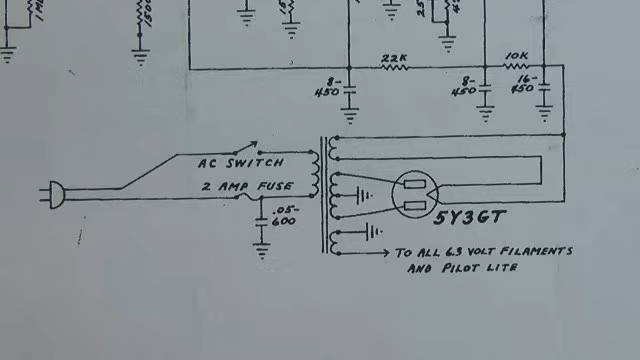 1500
22K
10K
8-
450
8-
450
16-
450
AC SWITCH
2 AMP FUSE
.05-
600
5Y3GT
TO ALL 6.3 VOLT FILAMENTS
AND PILOT LITE